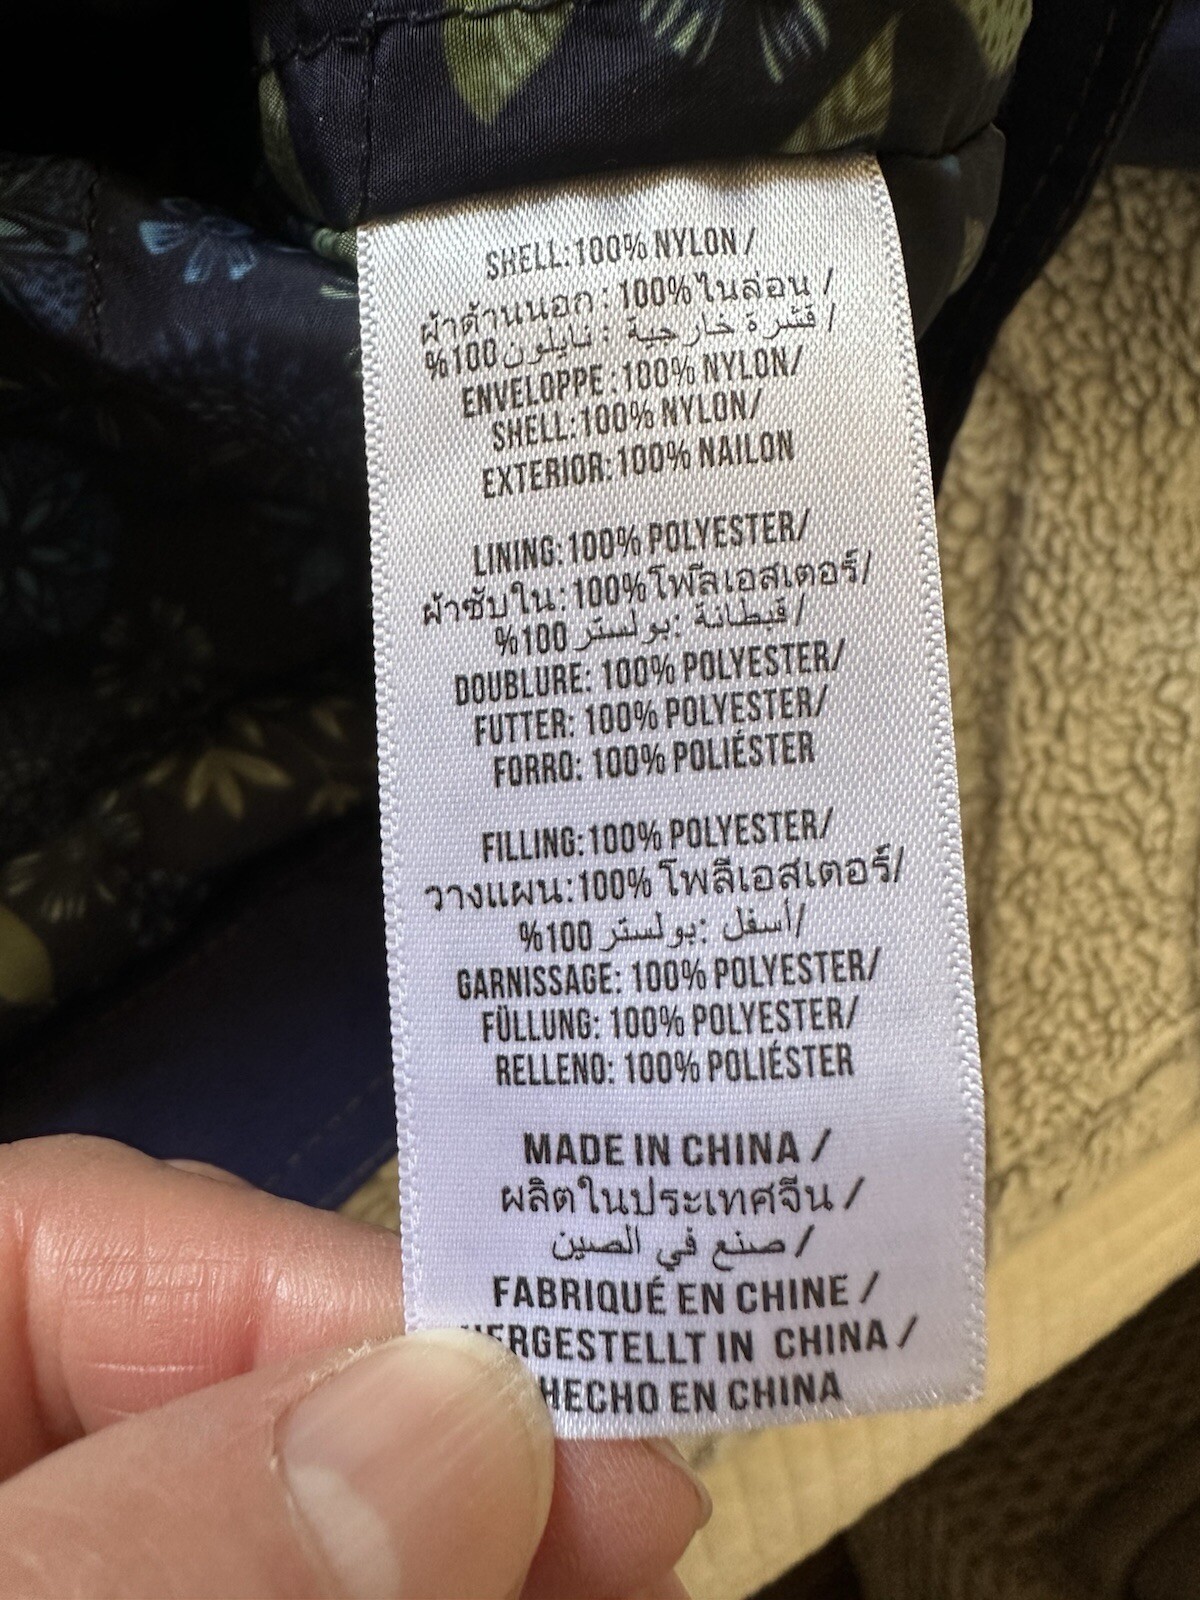 SHELL: 100% NYLON /
ผ้าด้านนอก : 100% ไนล่อน /
قشرة خارجية : نايلون 100% /
ENVELOPPE : 100% NYLON/
SHELL: 100% NYLON/
EXTERIOR: 100% NAILON
LINING: 100% POLYESTER/
ผ้าซับใน: 100% โพลีเอสเตอร์/
قبطانة: بولستر 100% /
DOUBLURE: 100% POLYESTER/
FUTTER: 100% POLYESTER/
FORRO: 100% POLIÉSTER
FILLING: 100% POLYESTER/
วางแผน: 100% โพลีเอสเตอร์/
أسفل: بولستر 100% /
GARNISSAGE: 100% POLYESTER/
FÜLLUNG: 100% POLYESTER/
RELLENO: 100% POLIÉSTER
MADE IN CHINA /
ผลิตในประเทศจีน /
صنع في الصين /
FABRIQUÉ EN CHINE /
HERGESTELLT IN CHINA /
HECHO EN CHINA